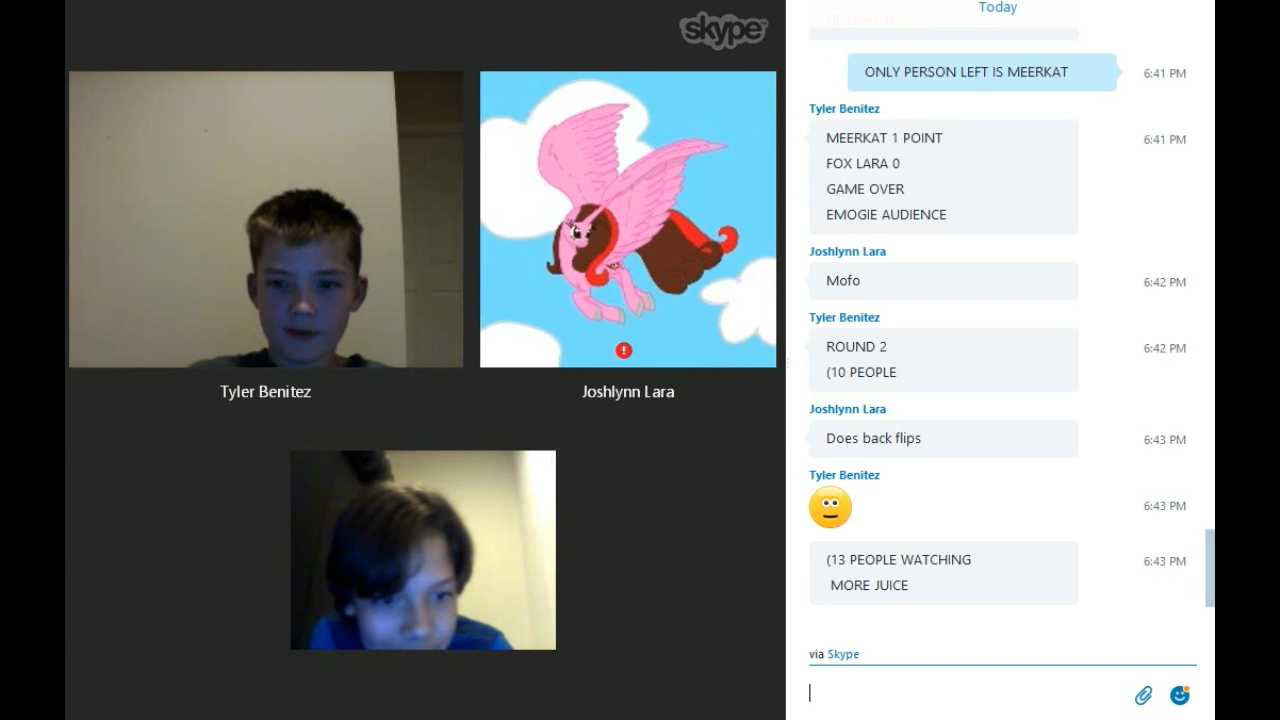 skype
Today
ONLY PERSON LEFT IS MEERKAT
6:41 PM
Tyler Benitez
MEERKAT 1 POINT
6:41 PM
FOX LARA 0
GAME OVER
EMOGIE AUDIENCE
Joshlynn Lara
Mofo
6:42 PM
Tyler Benitez
ROUND 2
6:42 PM
(10 PEOPLE
Joshlynn Lara
Does back flips
6:43 PM
Tyler Benitez
6:43 PM
(13 PEOPLE WATCHING
6:43 PM
MORE JUICE
via Skype
Tyler Benitez
Joshlynn Lara